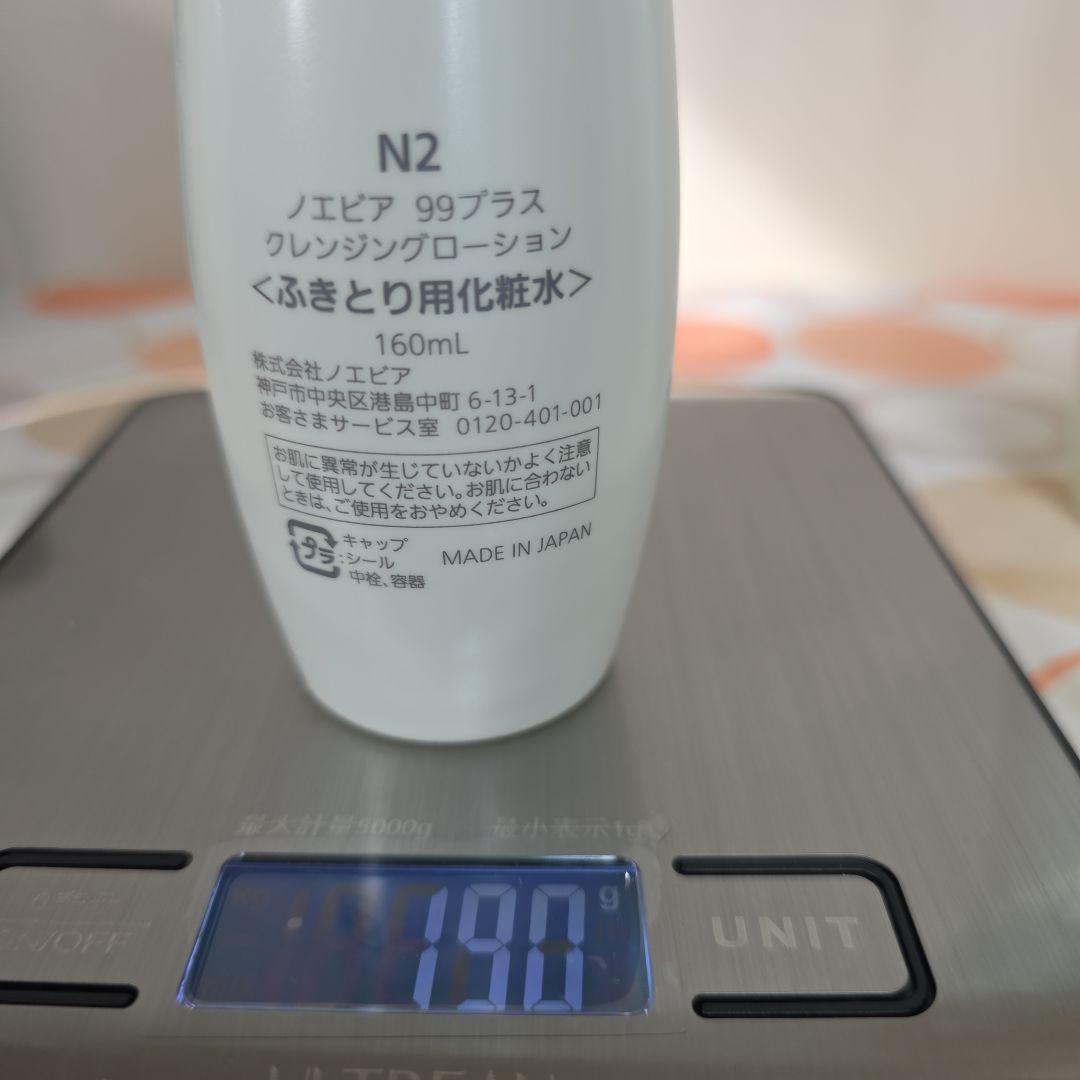 N2
ノエビア 99プラス
クレンジングローション
<ふきとり用化粧水>
160mL
株式会社ノエビア
神戸市中央区港島中町 6-13-1
お客さまサービス室 0120-401-001
お肌に異常が生じていないかよく注意
して使用してください。お肌に合わない
ときは、ご使用をおやめください。
プラ
キャップ
:シール
中栓、容器
MADE IN JAPAN
最大計量5000g 最小表示1g
198 g
ON/OFF
UNIT